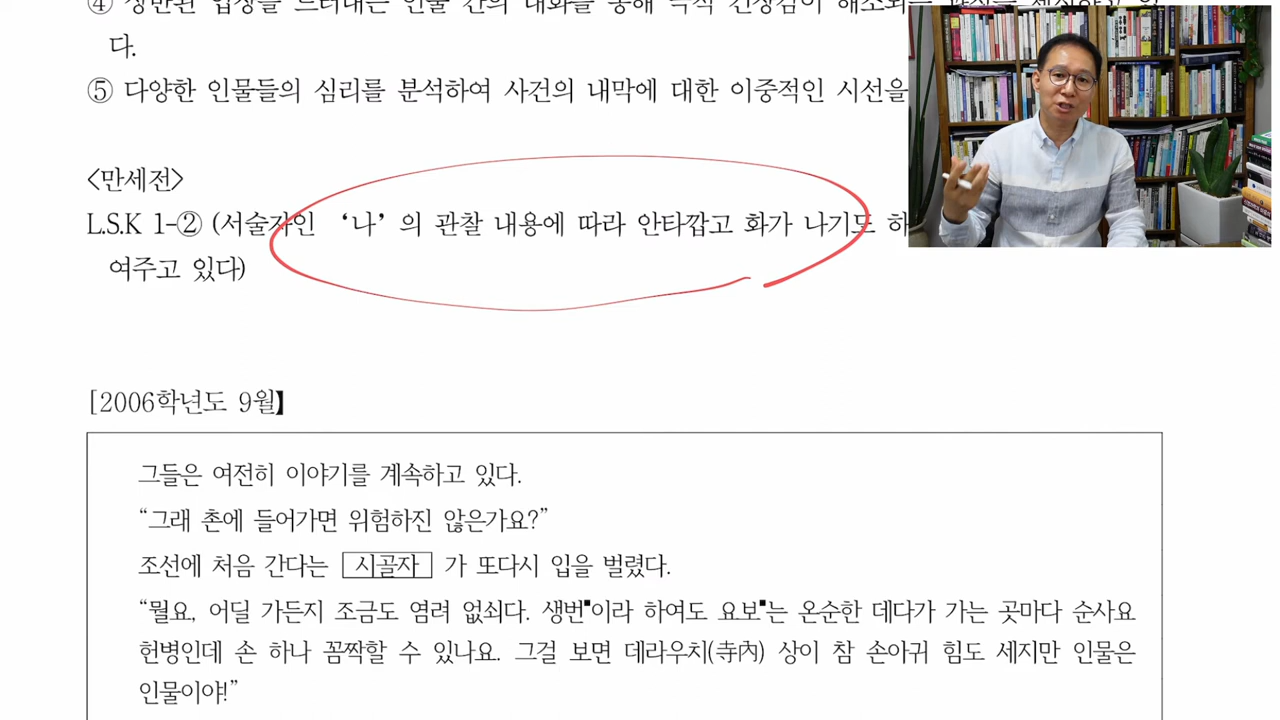 ④ 상반된 입장을 드러내는 인물 간의 대화를 통해 극적 긴장감이 해소되는
다.
⑤ 다양한 인물들의 심리를 분석하여 사건의 내막에 대한 이중적인 시선을
<만세전>
L.S.K 1-② (서술자인 ‘나’의 관찰 내용에 따라 안타깝고 화가 나기도 하
여주고 있다)
[2006학년도 9월】
그들은 여전히 이야기를 계속하고 있다.
“그래 촌에 들어가면 위험하진 않은가요?”
조선에 처음 간다는 시골자 가 또다시 입을 벌렸다.
“뭘요, 어딜 가든지 조금도 염려 없쇠다. 생번▪이라 하여도 요보▪는 온순한 데다가 가는 곳마다 순사요
헌병인데 손 하나 꼼짝할 수 있나요. 그걸 보면 데라우치(寺內) 상이 참 손아귀 힘도 세지만 인물은
인물이야!”